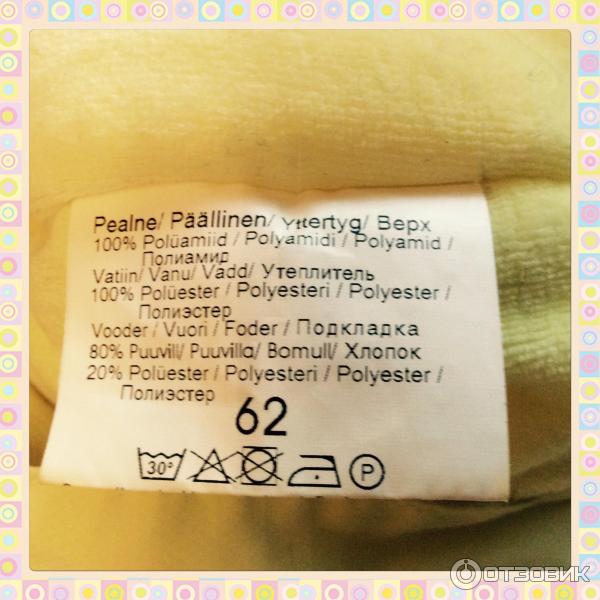 Pealne/ Päällinen/ Yttertyg/ Верх
100% Polüamiid / Polyamidi / Polyamid /
Полиамид
Vatiin/ Vanu/ Vadd/ Утеплитель
100% Polüester / Polyesteri / Polyester /
Полиэстер
Vooder / Vuori / Foder / Подкладка
80% Puuvill/ Puuvilla/ Bomull/ Хлопок
20% Polüester / Polyesteri / Polyester /
Полиэстер
62
30° P
ОТЗОВИК